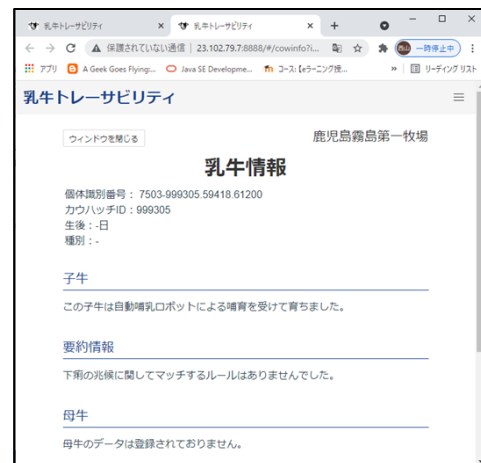 乳牛トレーサビリティ
乳牛トレーサビリティ
保護されていない通信 | 23.102.79.7:8888/#/cowinfo?i...
一時停止中
アプリ A Geek Goes Flying:... Java SE Developme... コース: 【eラーニング授... » リーディング リスト
乳牛トレーサビリティ
ウィンドウを閉じる 鹿児島霧島第一牧場
乳牛情報
個体識別番号： 7503-999305.59418.61200
カウハッチID：999305
生後：-日
種別：-
子牛
この子牛は自動哺乳ロボットによる哺育を受けて育ちました。
要約情報
下痢の兆候に関してマッチするルールはありませんでした。
母牛
母牛のデータは登録されておりません。